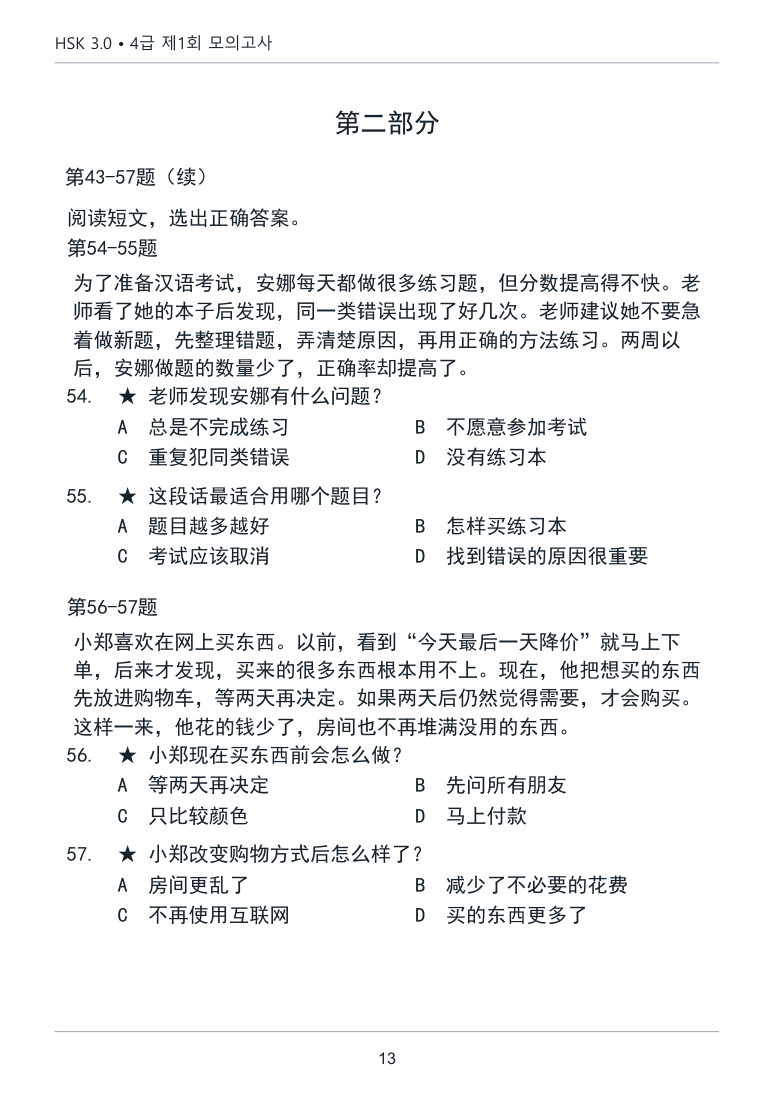 HSK 3.0 • 4급 제1회 모의고사
第二部分
第43-57题（续）
阅读短文，选出正确答案。
第54-55题
为了准备汉语考试，安娜每天都做很多练习题，但分数提高得不快。老
师看了她的本子后发现，同一类错误出现了好几次。老师建议她不要急
着做新题，先整理错题，弄清楚原因，再用正确的方法练习。两周以
后，安娜做题的数量少了，正确率却提高了。
54. ★ 老师发现安娜有什么问题？
A 总是不完成练习 B 不愿意参加考试
C 重复犯同类错误 D 没有练习本
55. ★ 这段话最适合用哪个题目？
A 题目越多越好 B 怎样买练习本
C 考试应该取消 D 找到错误的原因很重要
第56-57题
小郑喜欢在网上买东西。以前，看到“今天最后一天降价”就马上下
单，后来才发现，买来的很多东西根本用不上。现在，他把想买的东西
先放进购物车，等两天再决定。如果两天后仍然觉得需要，才会购买。
这样一来，他花的钱少了，房间也不再堆满没用的东西。
56. ★ 小郑现在买东西前会怎么做？
A 等两天再决定 B 先问所有朋友
C 只比较颜色 D 马上付款
57. ★ 小郑改变购物方式后怎么样了？
A 房间更乱了 B 减少了不必要的花费
C 不再使用互联网 D 买的东西更多了
13